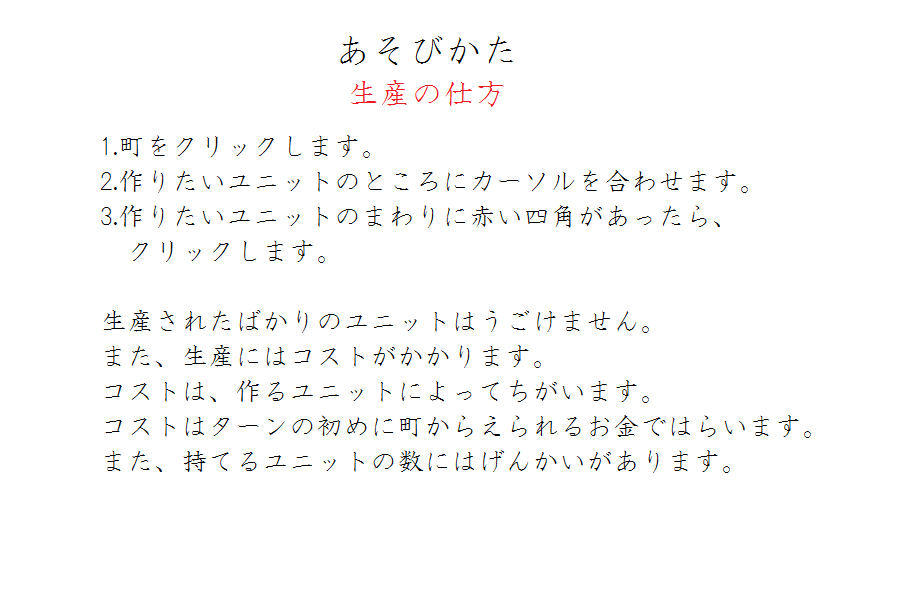 あそびかた
生産の仕方
1.町をクリックします。
2.作りたいユニットのところにカーソルを合わせます。
3.作りたいユニットのまわりに赤い四角があったら、
クリックします。
生産されたばかりのユニットはうごけません。
また、生産にはコストがかかります。
コストは、作るユニットによってちがいます。
コストはターンの初めに町からえられるお金ではらいます。
また、持てるユニットの数にはげんかいがあります。